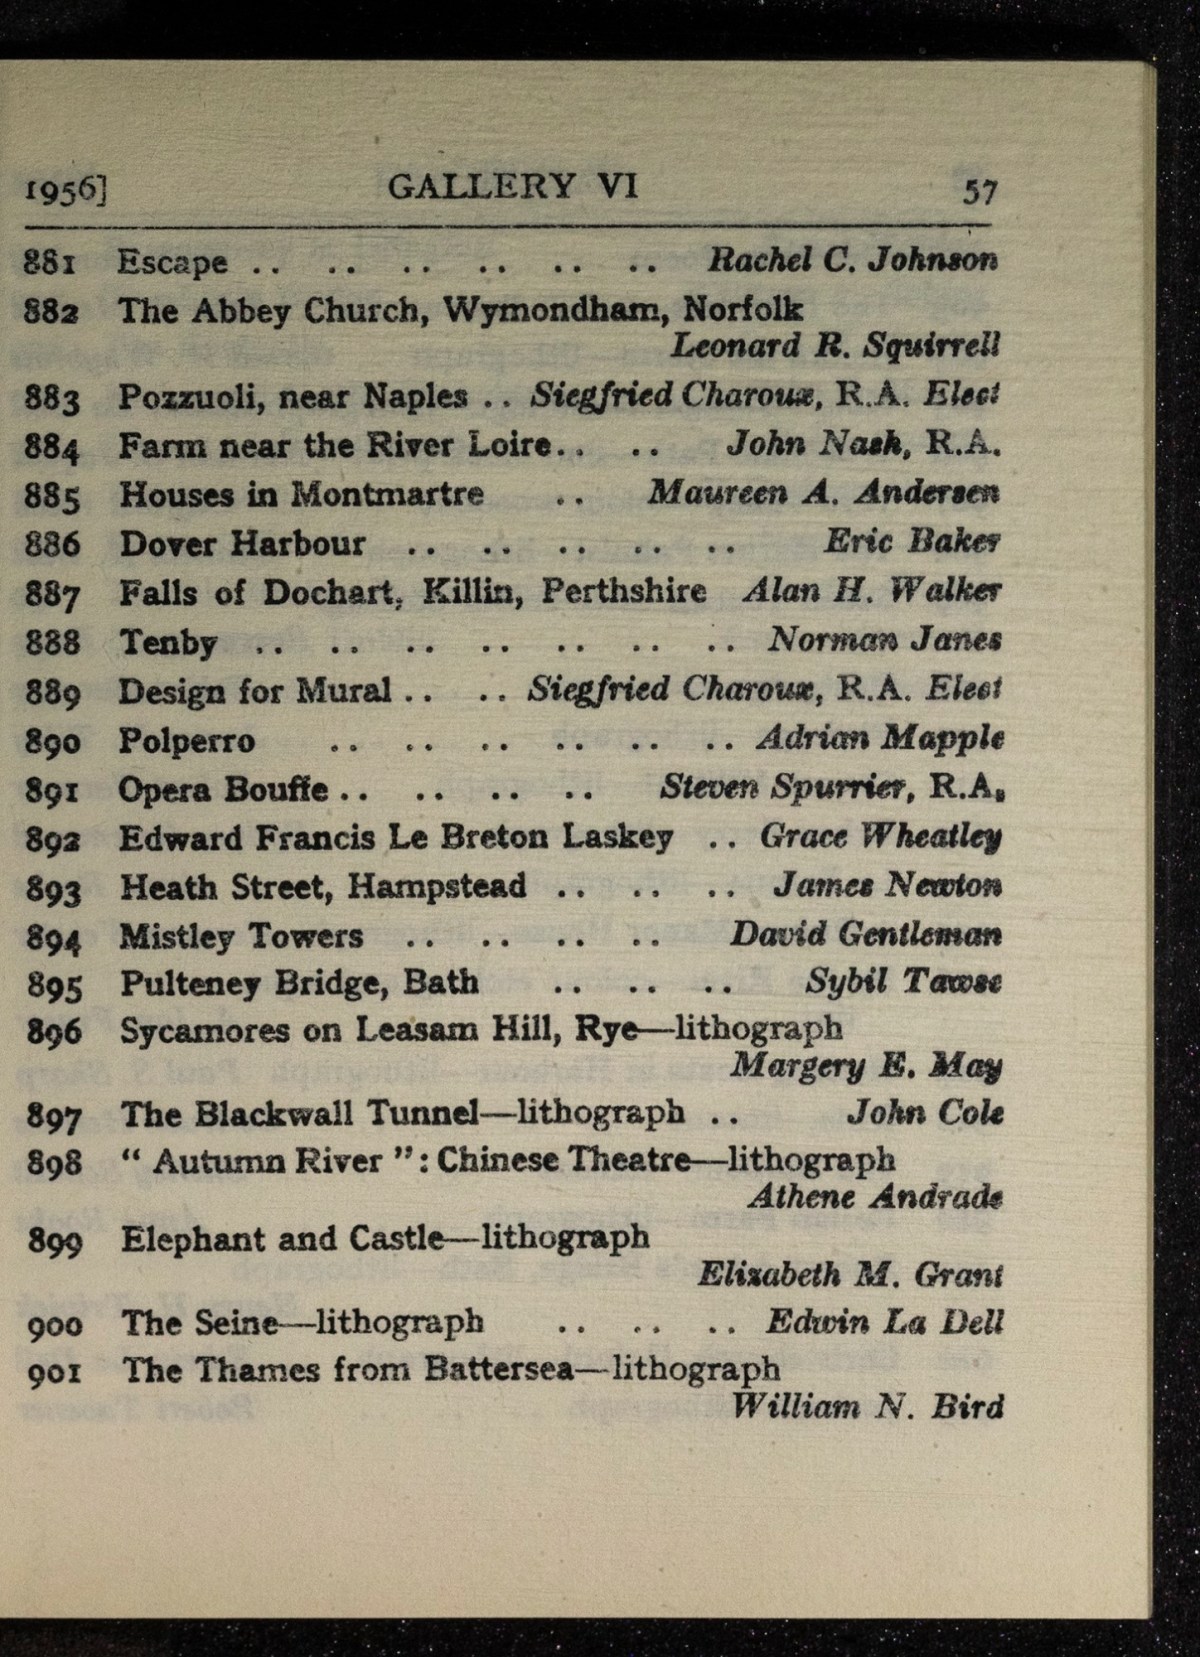 1956] GALLERY VI 57
881 Escape .. .. .. .. .. .. Rachel C. Johnson
882 The Abbey Church, Wymondham, Norfolk
Leonard R. Squirrell
883 Pozzuoli, near Naples .. Siegfried Charoux, R.A. Elect
884 Farm near the River Loire.. .. John Nash, R.A.
885 Houses in Montmartre .. Maureen A. Andersen
886 Dover Harbour .. .. .. .. .. Eric Baker
887 Falls of Dochart, Killin, Perthshire Alan H. Walker
888 Tenby .. .. .. .. .. .. .. Norman Janes
889 Design for Mural .. .. Siegfried Charoux, R.A. Elect
890 Polperro .. .. .. .. .. .. Adrian Mapple
891 Opera Bouffe .. .. .. .. Steven Spurrier, R.A.
892 Edward Francis Le Breton Laskey .. Grace Wheatley
893 Heath Street, Hampstead .. .. .. James Newton
894 Mistley Towers .. .. .. .. David Gentleman
895 Pulteney Bridge, Bath .. .. .. Sybil Tawse
896 Sycamores on Leasam Hill, Rye—lithograph
Margery E. May
897 The Blackwall Tunnel—lithograph .. John Cole
898 “ Autumn River ”: Chinese Theatre—lithograph
Athene Andrade
899 Elephant and Castle—lithograph
Elizabeth M. Grant
900 The Seine—lithograph .. .. .. Edwin La Dell
901 The Thames from Battersea—lithograph
William N. Bird